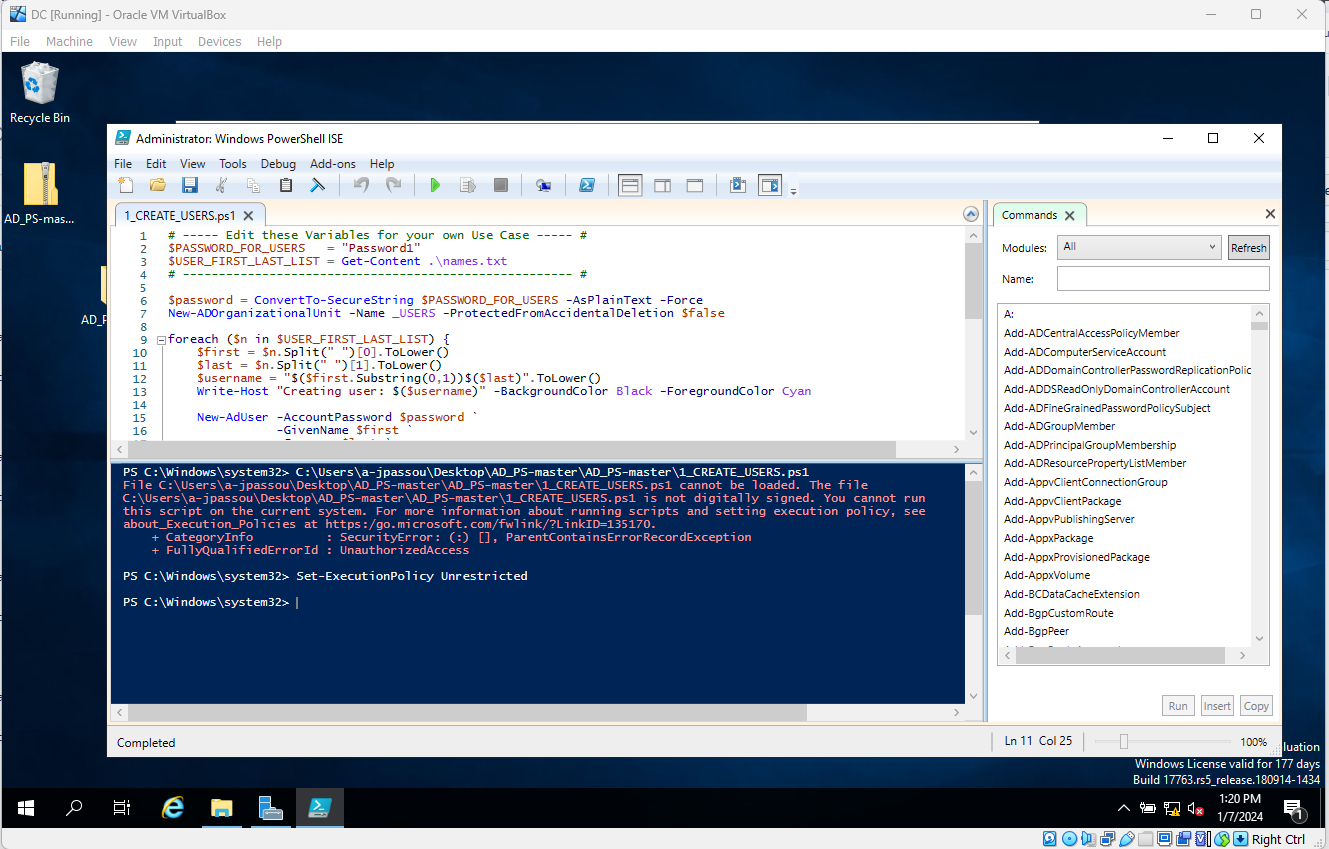 DC [Running] - Oracle VM VirtualBox
File Machine View Input Devices Help
Recycle Bin
AD_PS-mas...
Administrator: Windows PowerShell ISE
File Edit View Tools Debug Add-ons Help
1_CREATE_USERS.ps1
1 # ----- Edit these Variables for your own Use Case ----- #
2 $PASSWORD_FOR_USERS = "Password1"
3 $USER_FIRST_LAST_LIST = Get-Content .\names.txt
4 # ------------------------------------------------------ #
5
6 $password = ConvertTo-SecureString $PASSWORD_FOR_USERS -AsPlainText -Force
7 New-ADOrganizationalUnit -Name _USERS -ProtectedFromAccidentalDeletion $false
8
9 foreach ($n in $USER_FIRST_LAST_LIST) {
10 $first = $n.Split(" ")[0].ToLower()
11 $last = $n.Split(" ")[1].ToLower()
12 $username = "$($first.Substring(0,1))$($last)".ToLower()
13 Write-Host "Creating user: $($username)" -BackgroundColor Black -ForegroundColor Cyan
14
15 New-AdUser -AccountPassword $password `
16 -GivenName $first `
PS C:\Windows\system32> C:\Users\a-jpassou\Desktop\AD_PS-master\AD_PS-master\1_CREATE_USERS.ps1
File C:\Users\a-jpassou\Desktop\AD_PS-master\AD_PS-master\1_CREATE_USERS.ps1 cannot be loaded. The file
C:\Users\a-jpassou\Desktop\AD_PS-master\AD_PS-master\1_CREATE_USERS.ps1 is not digitally signed. You cannot run
this script on the current system. For more information about running scripts and setting execution policy, see
about_Execution_Policies at https:/go.microsoft.com/fwlink/?LinkID=135170.
+ CategoryInfo : SecurityError: (:) [], ParentContainsErrorRecordException
+ FullyQualifiedErrorId : UnauthorizedAccess
PS C:\Windows\system32> Set-ExecutionPolicy Unrestricted
PS C:\Windows\system32>
Commands
Modules: All Refresh
Name:
A:
Add-ADCentralAccessPolicyMember
Add-ADComputerServiceAccount
Add-ADDomainControllerPasswordReplicationPolic
Add-ADDSReadOnlyDomainControllerAccount
Add-ADFineGrainedPasswordPolicySubject
Add-ADGroupMember
Add-ADPrincipalGroupMembership
Add-ADResourcePropertyListMember
Add-AppvClientConnectionGroup
Add-AppvClientPackage
Add-AppvPublishingServer
Add-AppxPackage
Add-AppxProvisionedPackage
Add-AppxVolume
Add-BCDataCacheExtension
Add-BgpCustomRoute
Add-BgpPeer
Run Insert Copy
Completed
Ln 11 Col 25
100%
AD_P
luation
Windows License valid for 177 days
Build 17763.rs5_release.180914-1434
1:20 PM
1/7/2024
1
Right Ctrl